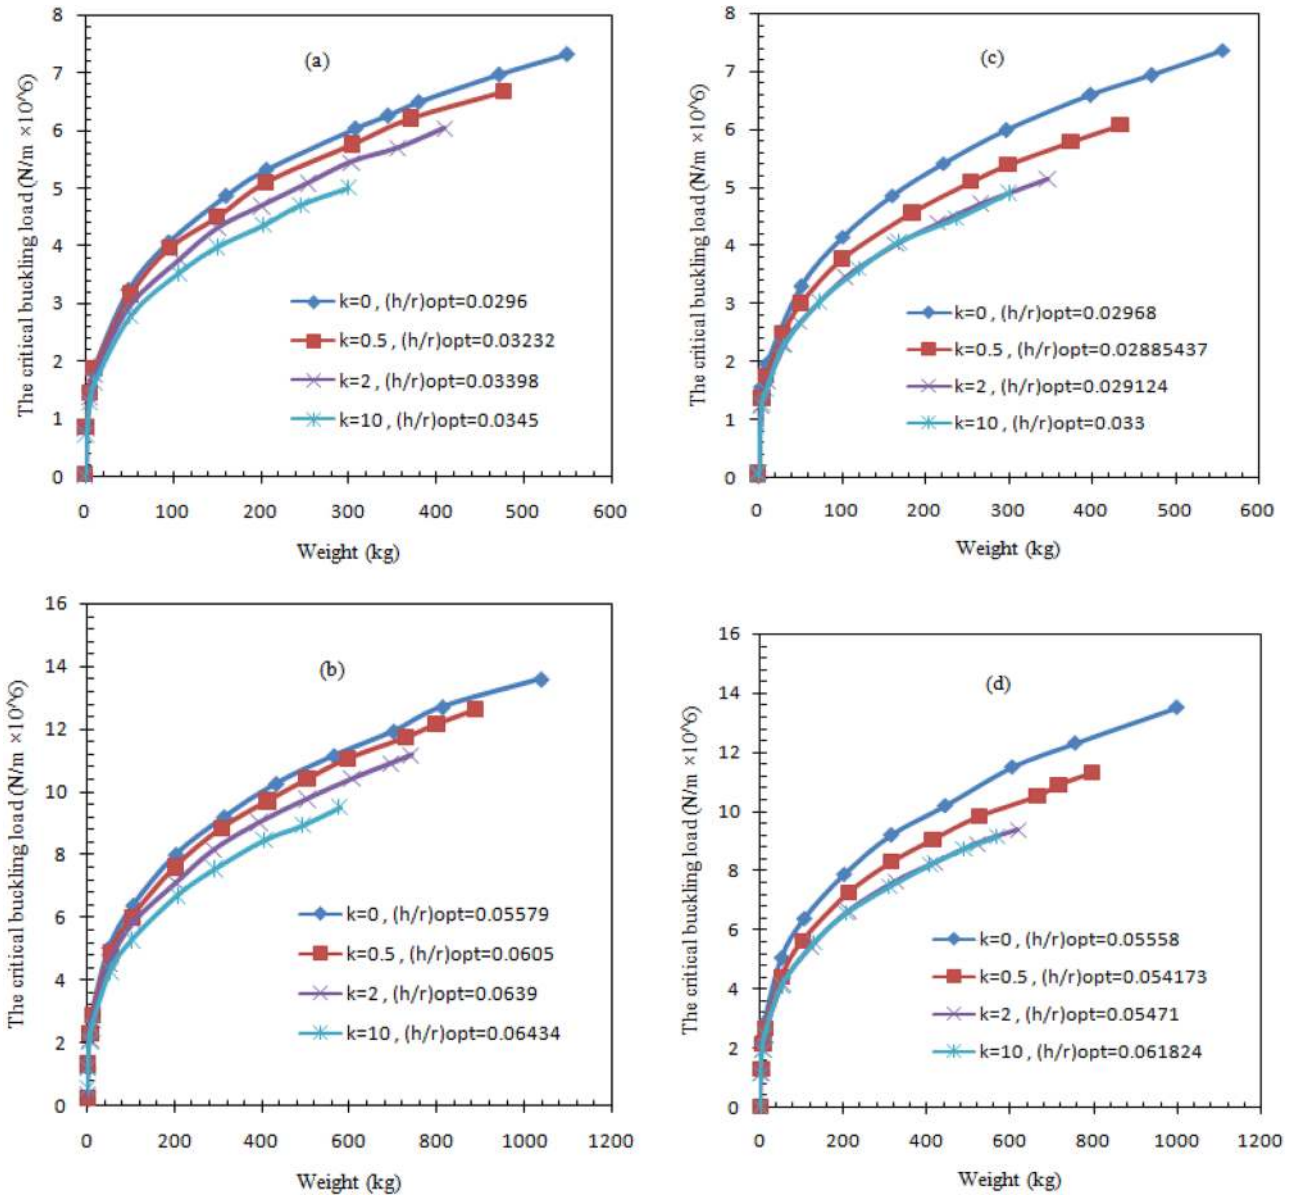 (a)
The critical buckling load (N/m ×10^6)
8
7
6
5
4
3
2
1
0
k=0 , (h/r)opt=0.0296
k=0.5 , (h/r)opt=0.03232
k=2 , (h/r)opt=0.03398
k=10 , (h/r)opt=0.0345
0 100 200 300 400 500 600
Weight (kg)
(c)
The critical buckling load (N/m ×10^6)
8
7
6
5
4
3
2
1
0
k=0 , (h/r)opt=0.02968
k=0.5 , (h/r)opt=0.02885437
k=2 , (h/r)opt=0.029124
k=10 , (h/r)opt=0.033
0 100 200 300 400 500 600
Weight (kg)
(b)
The critical buckling load (N/m ×10^6)
16
14
12
10
8
6
4
2
0
k=0 , (h/r)opt=0.05579
k=0.5 , (h/r)opt=0.0605
k=2 , (h/r)opt=0.0639
k=10 , (h/r)opt=0.06434
0 200 400 600 800 1000 1200
Weight (kg)
(d)
The critical buckling load (N/m ×10^6)
16
14
12
10
8
6
4
2
0
k=0 , (h/r)opt=0.05558
k=0.5 , (h/r)opt=0.054173
k=2 , (h/r)opt=0.05471
k=10 , (h/r)opt=0.061824
0 200 400 600 800 1000 1200
Weight (kg)